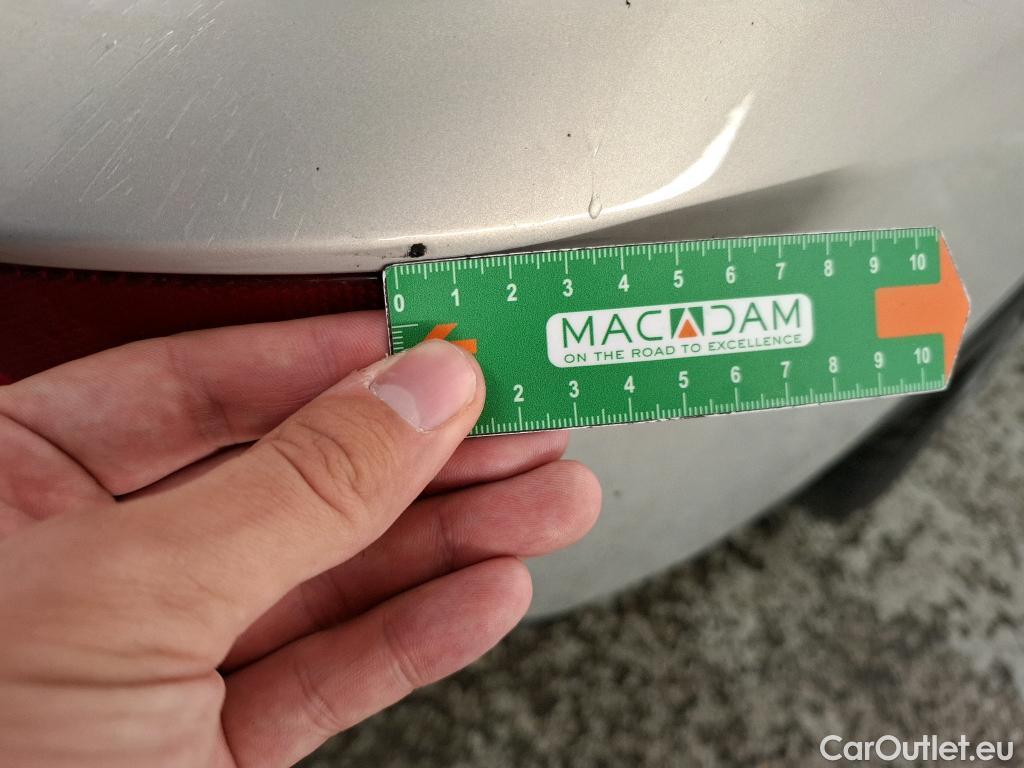 0 1 2 3 4 5 6 7 8 9 10
MACADAM
ON THE ROAD TO EXCELLENCE
2 3 4 5 6 7 8 9 10
CarOutlet.eu